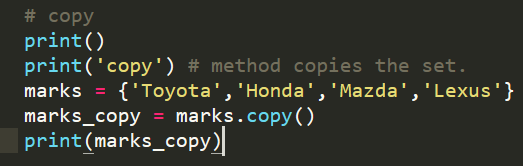 # copy
print()
print('copy') # method copies the set.
marks = {'Toyota','Honda','Mazda','Lexus'}
marks_copy = marks.copy()
print(marks_copy)